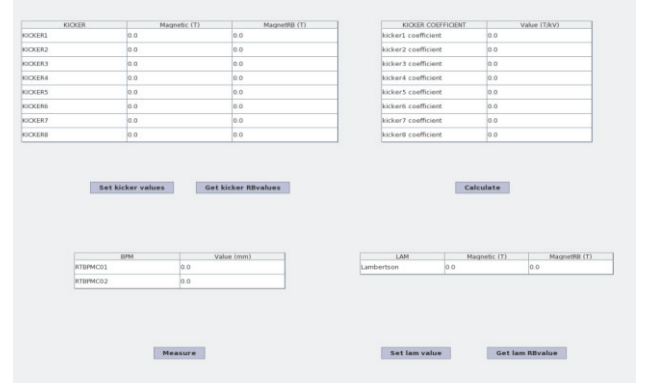 KICKER Magnetic (T) MagnetRB (T)
KICKER1 0.0 0.0
KICKER2 0.0 0.0
KICKER3 0.0 0.0
KICKER4 0.0 0.0
KICKER5 0.0 0.0
KICKER6 0.0 0.0
KICKER7 0.0 0.0
KICKER8 0.0 0.0
KICKER COEFFICIENT Value (T/kV)
kicker1 coefficient 0.0
kicker2 coefficient 0.0
kicker3 coefficient 0.0
kicker4 coefficient 0.0
kicker5 coefficient 0.0
kicker6 coefficient 0.0
kicker7 coefficient 0.0
kicker8 coefficient 0.0
Set kicker values Get kicker RBvalues Calculate
BPM Value (mm)
RTBPMC01 0.0
RTBPMC02 0.0
LAM Magnetic (T) MagnetRB (T)
Lambertson 0.0 0.0
Measure Set lam value Get lam RBvalue